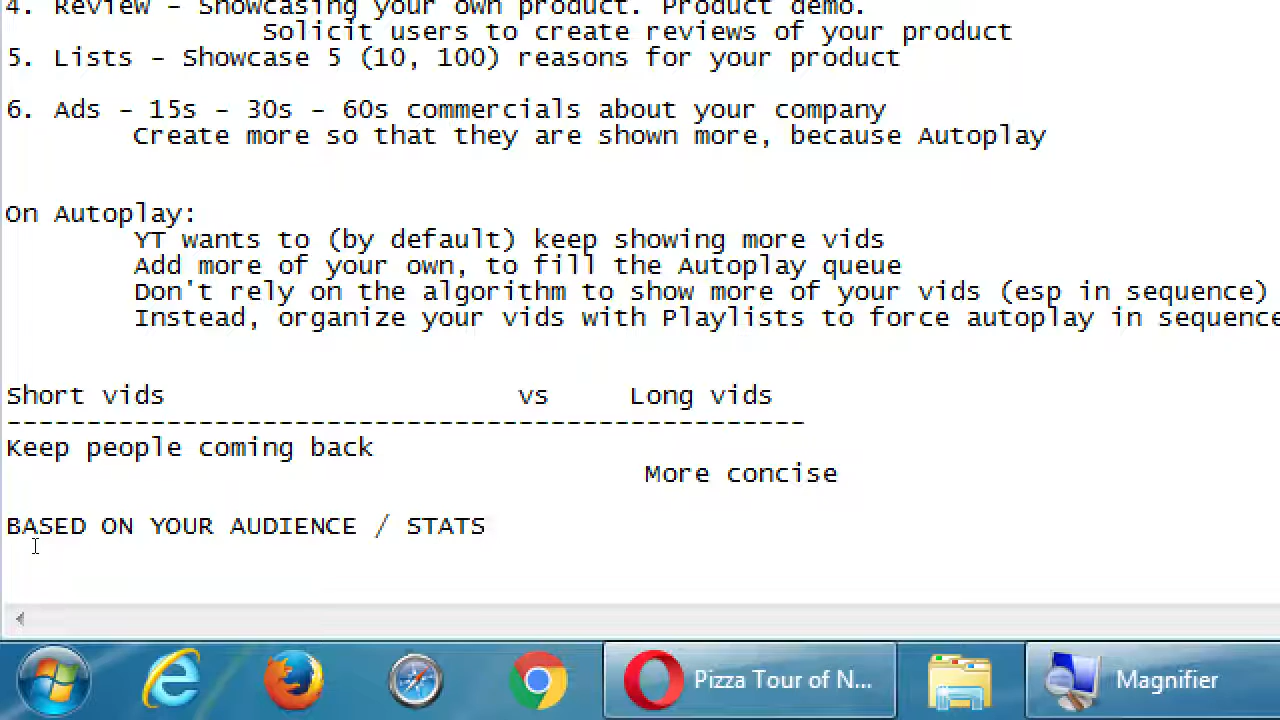 4. Review - Showcasing your own product. Product demo.
Solicit users to create reviews of your product
5. Lists - Showcase 5 (10, 100) reasons for your product
6. Ads - 15s - 30s - 60s commercials about your company
Create more so that they are shown more, because Autoplay
On Autoplay:
YT wants to (by default) keep showing more vids
Add more of your own, to fill the Autoplay queue
Don't rely on the algorithm to show more of your vids (esp in sequence)
Instead, organize your vids with Playlists to force autoplay in sequence
Short vids vs Long vids
--------------------------------------------------
Keep people coming back
More concise
BASED ON YOUR AUDIENCE / STATS
Pizza Tour of N... Magnifier